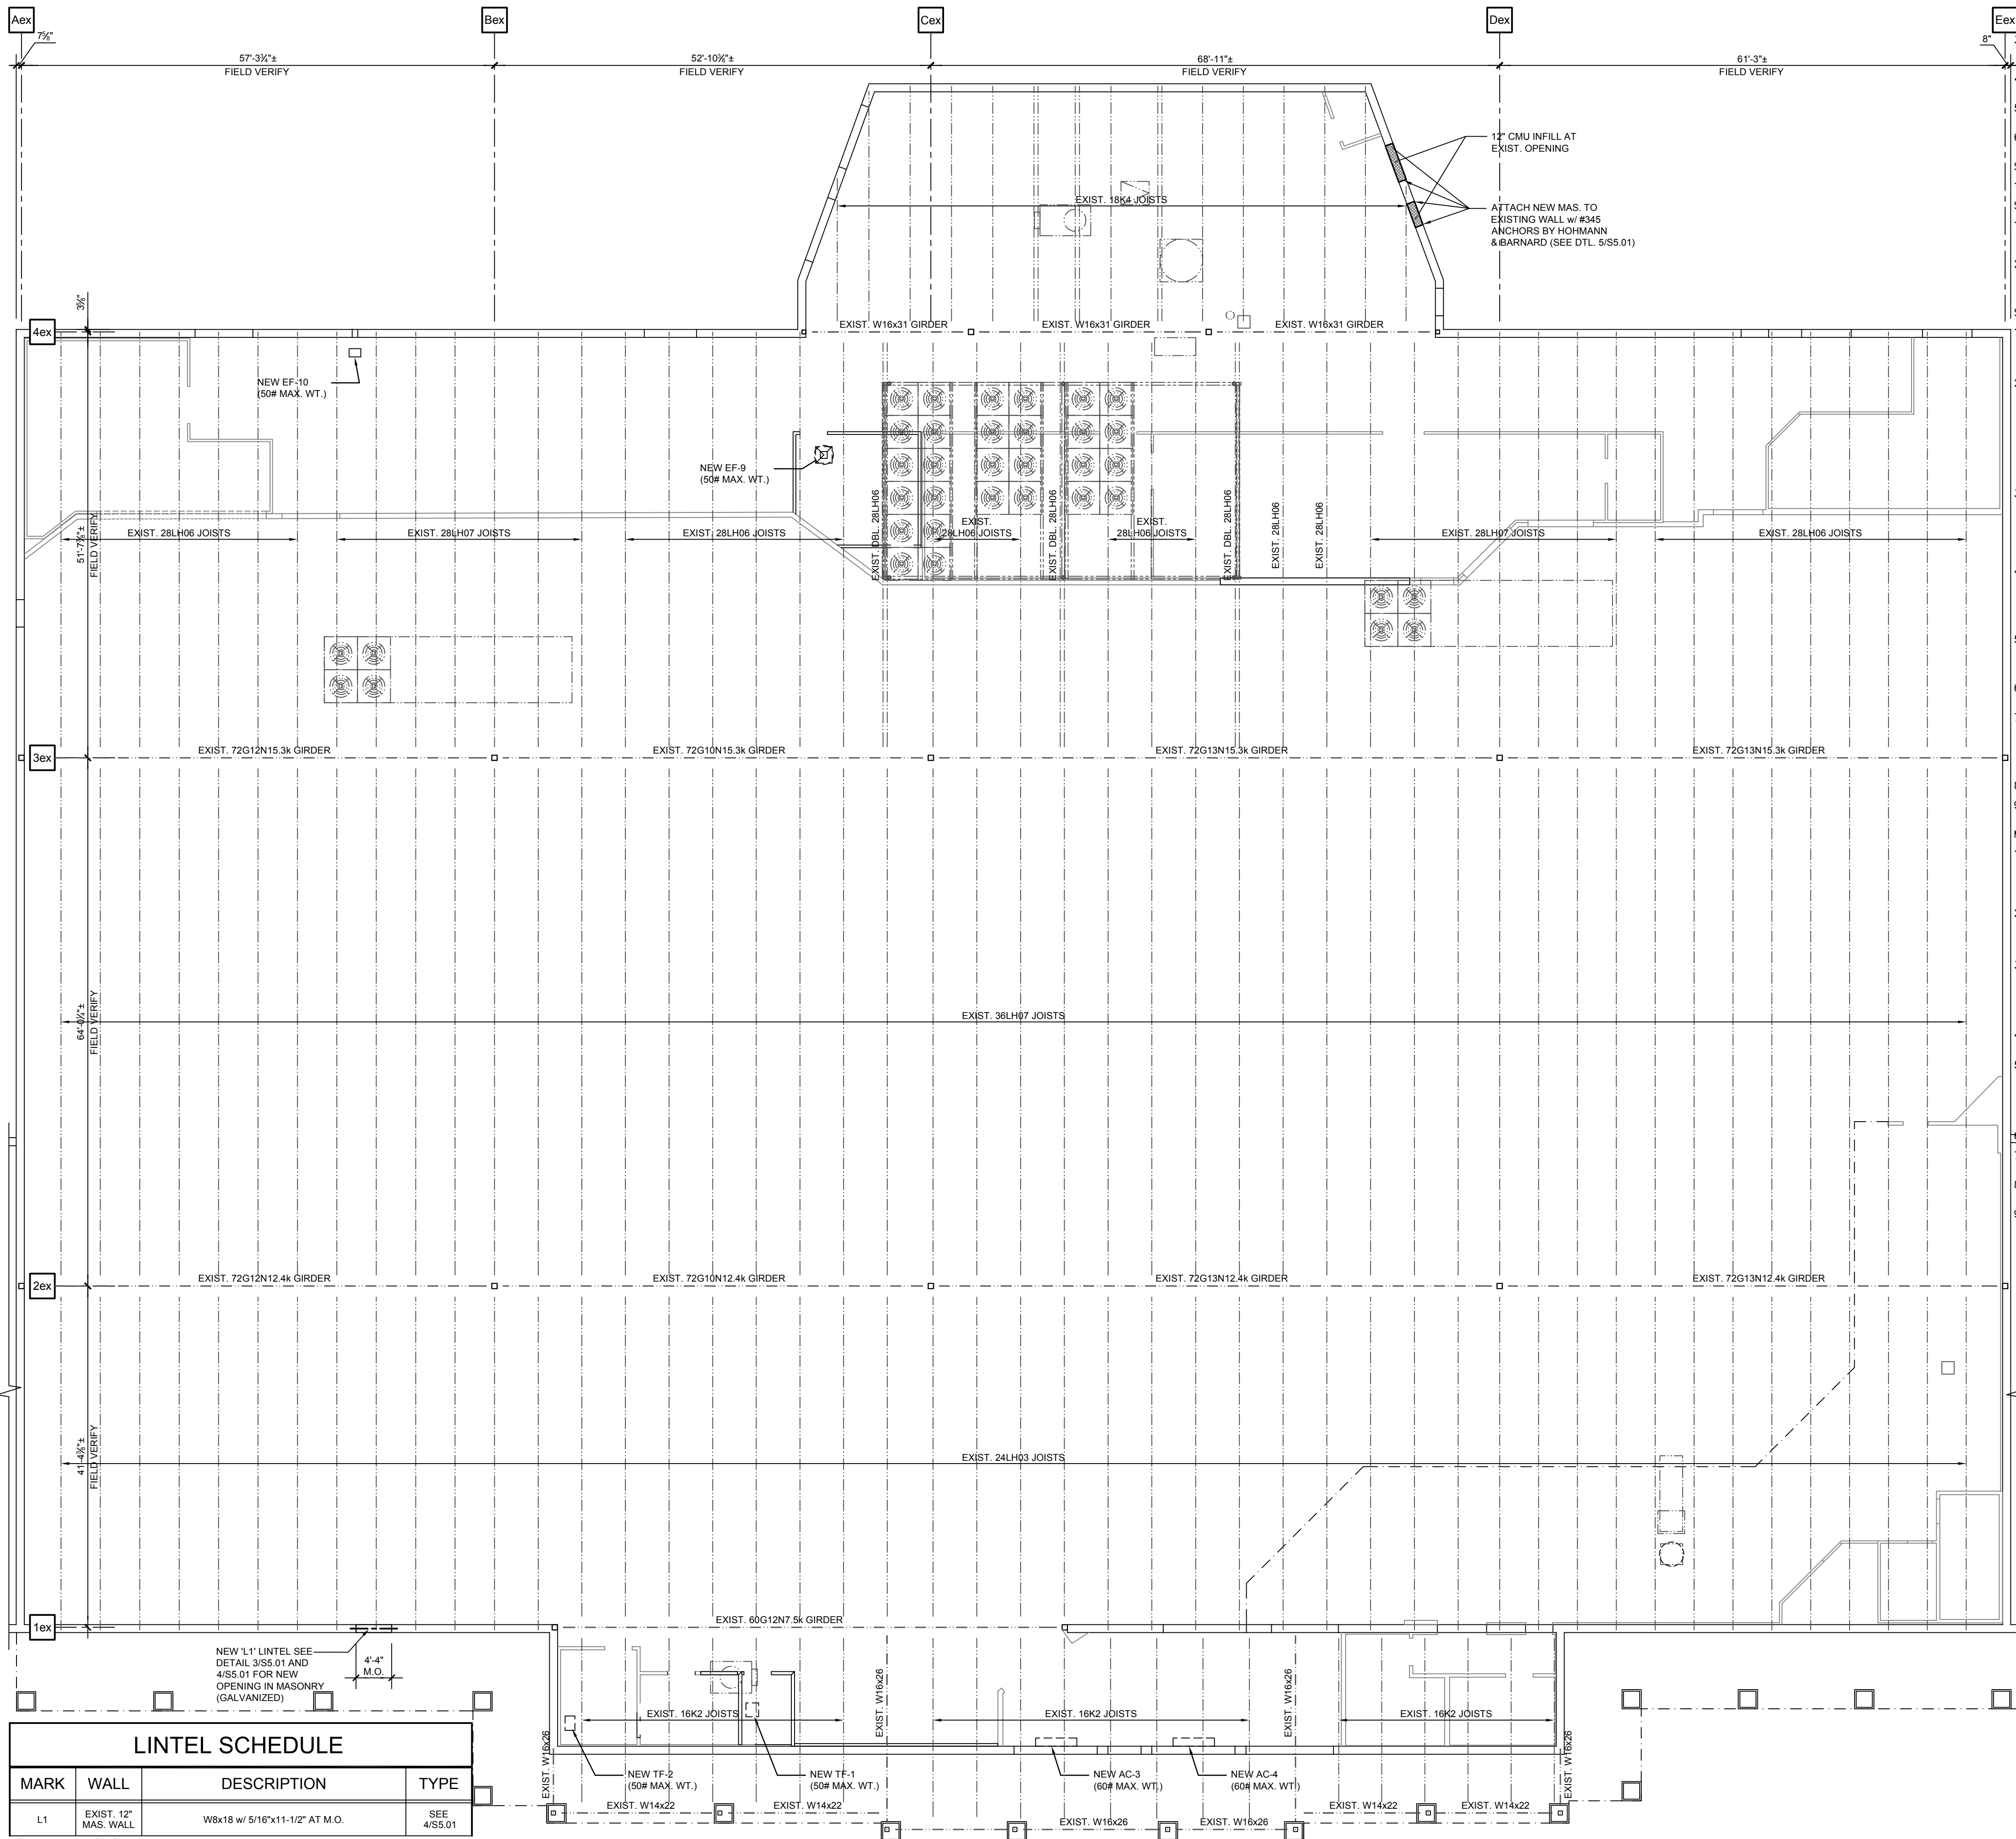 Aex
Bex
Cex
Dex
Eex
7⅝"
57'-3¾"±
FIELD VERIFY
52'-10⅜"±
FIELD VERIFY
68'-11"±
FIELD VERIFY
61'-3"±
FIELD VERIFY
8"
12" CMU INFILL AT
EXIST. OPENING
EXIST. 18K4 JOISTS
ATTACH NEW MAS. TO
EXISTING WALL w/ #345
ANCHORS BY HOHMANN
& BARNARD (SEE DTL. 5/S5.01)
4ex
EXIST. W16x31 GIRDER
EXIST. W16x31 GIRDER
EXIST. W16x31 GIRDER
NEW EF-10
(50# MAX. WT.)
NEW EF-9
(50# MAX. WT.)
51'-7⅞"±
FIELD VERIFY
EXIST. 28LH06 JOISTS
EXIST. 28LH07 JOISTS
EXIST. 28LH06 JOISTS
EXIST. DBL. 28LH06
EXIST.
28LH06 JOISTS
EXIST. DBL. 28LH06
EXIST.
28LH06 JOISTS
EXIST. DBL. 28LH06
EXIST. 28LH06
EXIST. 28LH06
EXIST. 28LH07 JOISTS
EXIST. 28LH06 JOISTS
3ex
EXIST. 72G12N15.3k GIRDER
EXIST. 72G10N15.3k GIRDER
EXIST. 72G13N15.3k GIRDER
EXIST. 72G13N15.3k GIRDER
64'-0¼"±
FIELD VERIFY
EXIST. 36LH07 JOISTS
2ex
EXIST. 72G12N12.4k GIRDER
EXIST. 72G10N12.4k GIRDER
EXIST. 72G13N12.4k GIRDER
EXIST. 72G13N12.4k GIRDER
FIELD VERIFY
EXIST. 24LH03 JOISTS
1ex
EXIST. 60G12N7.5k GIRDER
NEW 'L1' LINTEL SEE
DETAIL 3/S5.01 AND
4/S5.01 FOR NEW
OPENING IN MASONRY
(GALVANIZED)
4'-4"
M.O.
EXIST. 16K2 JOISTS
EXIST. W16x26
EXIST. 16K2 JOISTS
EXIST. W16x26
EXIST. 16K2 JOISTS
EXIST. W16x26
EXIST. W16x26
NEW TF-2
(50# MAX. WT.)
NEW TF-1
(50# MAX. WT.)
NEW AC-3
(60# MAX. WT.)
NEW AC-4
(60# MAX. WT.)
EXIST. W14x22
EXIST. W14x22
EXIST. W16x26
EXIST. W16x26
EXIST. W14x22
EXIST. W14x22
LINTEL SCHEDULE
MARK WALL DESCRIPTION TYPE
L1 EXIST. 12" MAS. WALL W8x18 w/ 5/16"x11-1/2" AT M.O. SEE 4/S5.01